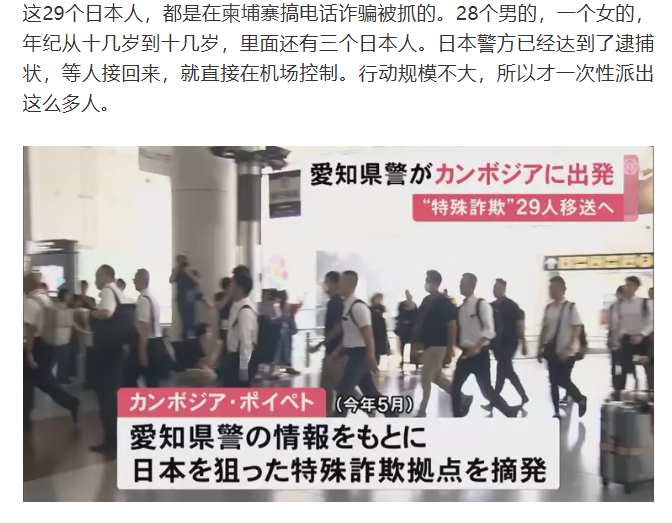 这29个日本人，都是在柬埔寨搞电话诈骗被抓的。28个男的，一个女的，
年纪从十几岁到十几岁，里面还有三个日本人。日本警方已经达到了逮捕
状，等人接回来，就直接在机场控制。行动规模不大，所以才一次性派出
这么多人。
愛知県警がカンボジアに出発
“特殊詐欺”29人移送へ
カンボジア・ポイペト（今年5月）
愛知県警の情報をもとに
日本を狙った特殊詐欺拠点を摘発